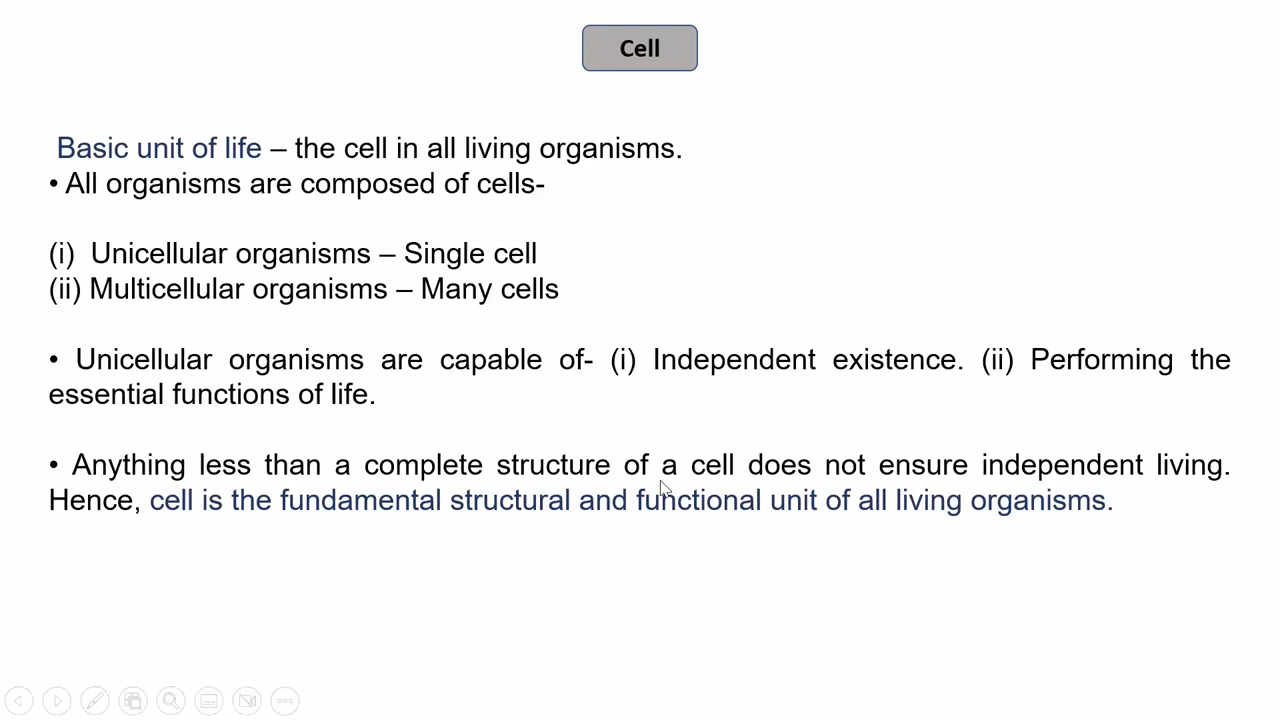 Cell
Basic unit of life – the cell in all living organisms.
• All organisms are composed of cells-
(i) Unicellular organisms – Single cell
(ii) Multicellular organisms – Many cells
• Unicellular organisms are capable of- (i) Independent existence. (ii) Performing the
essential functions of life.
• Anything less than a complete structure of a cell does not ensure independent living.
Hence, cell is the fundamental structural and functional unit of all living organisms.